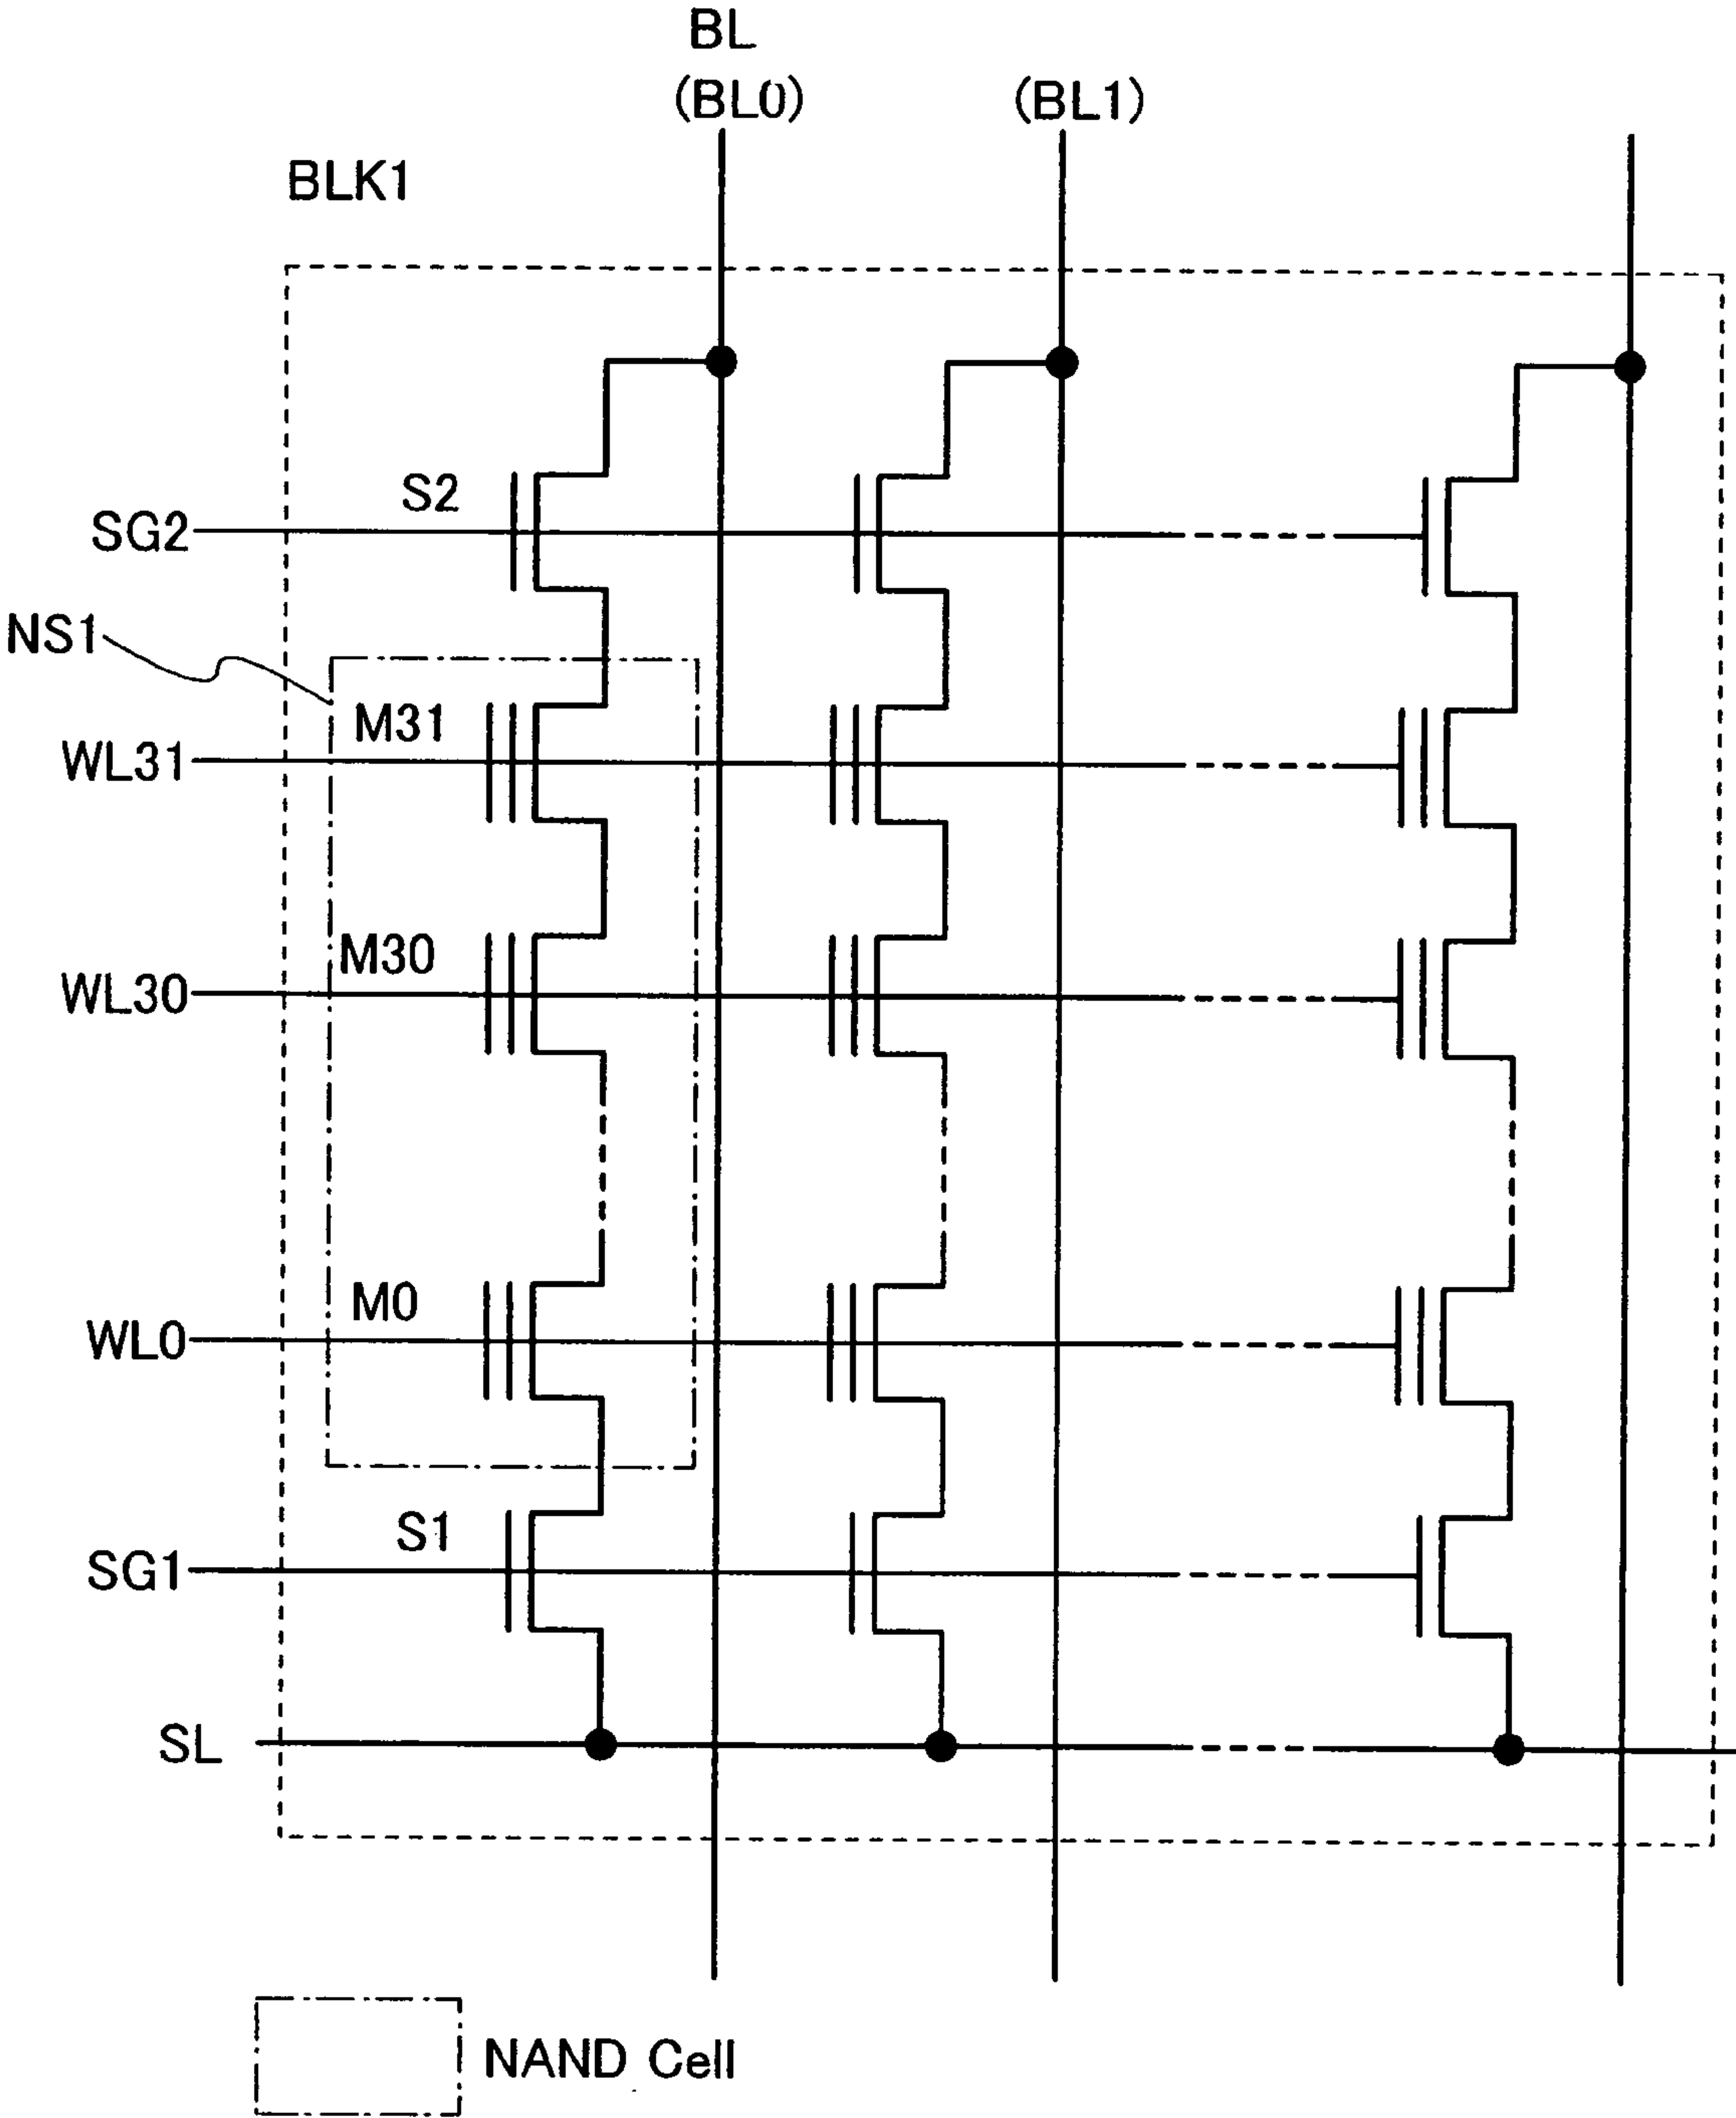 BL
(BL0) (BL1)
BLK1
S2
SG2
NS1
M31
WL31
M30
WL30
M0
WL0
S1
SG1
SL
NAND Cell